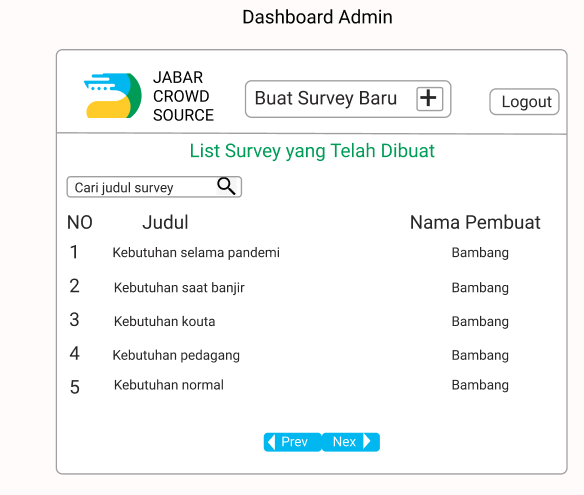 Dashboard Admin
JABAR
CROWD
SOURCE
Buat Survey Baru
Logout
List Survey yang Telah Dibuat
Cari judul survey
NO Judul Nama Pembuat
1 Kebutuhan selama pandemi Bambang
2 Kebutuhan saat banjir Bambang
3 Kebutuhan kouta Bambang
4 Kebutuhan pedagang Bambang
5 Kebutuhan normal Bambang
Prev Nex